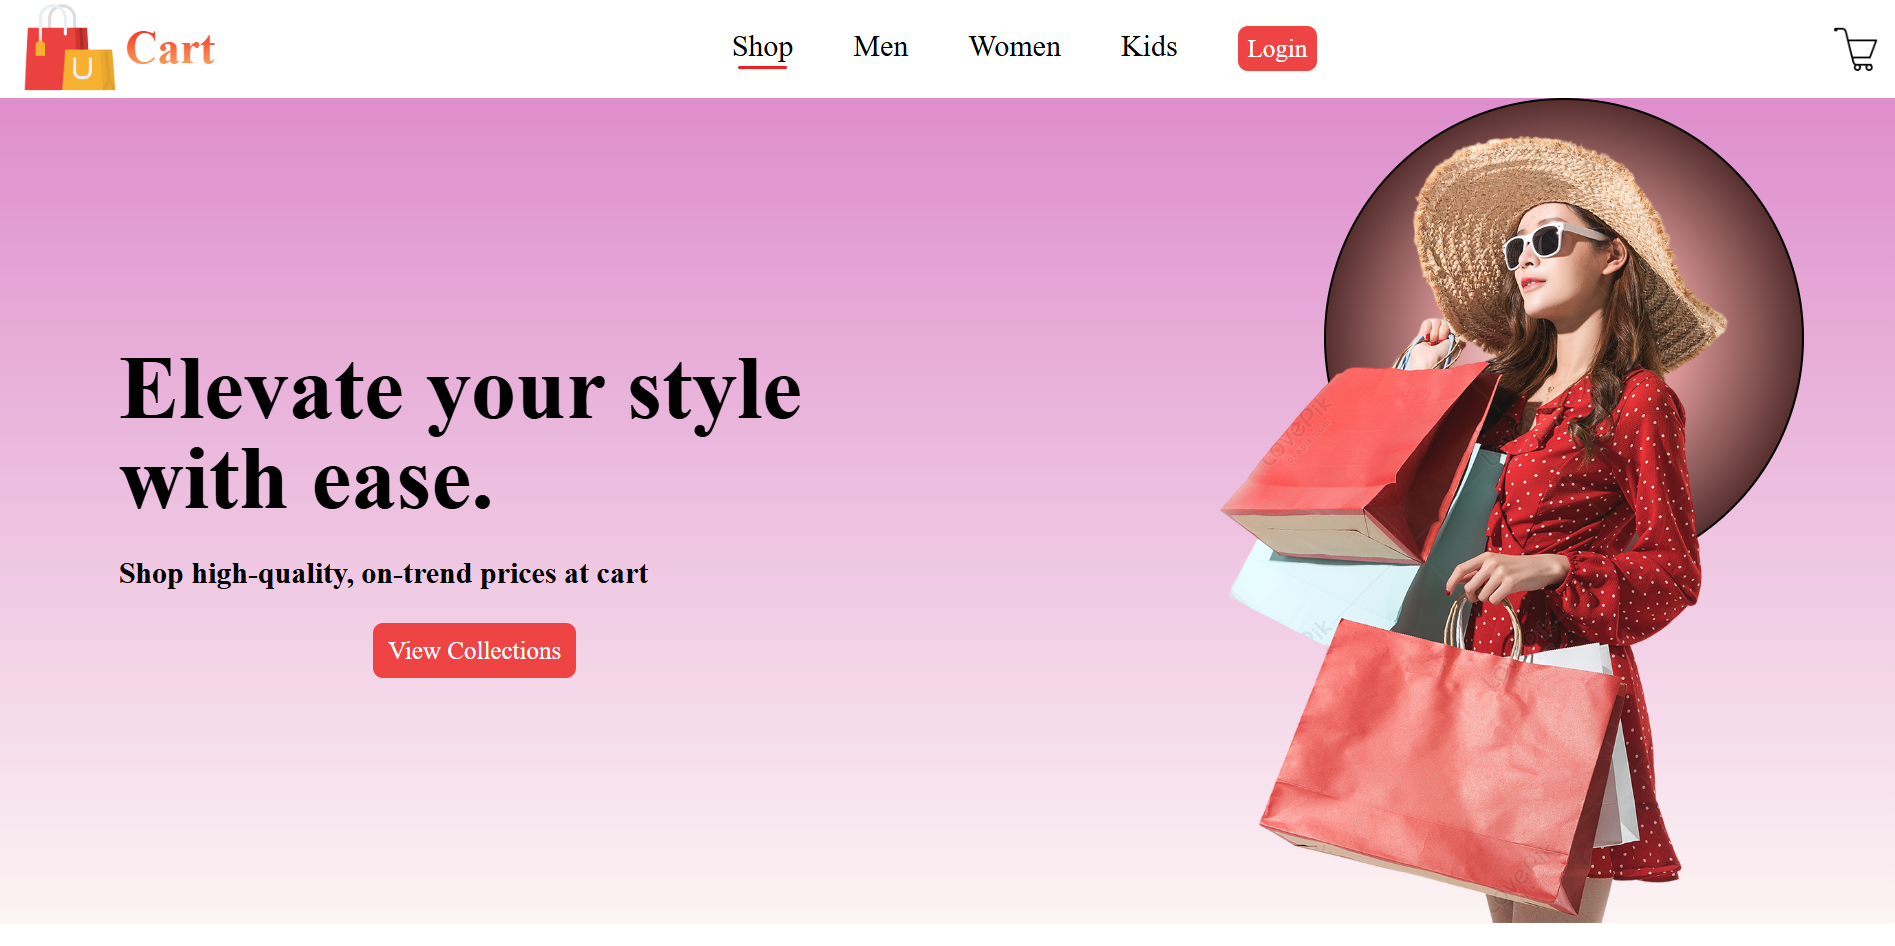 Cart
Shop Men Women Kids Login
Elevate your style
with ease.
Shop high-quality, on-trend prices at cart
View Collections
LovePik